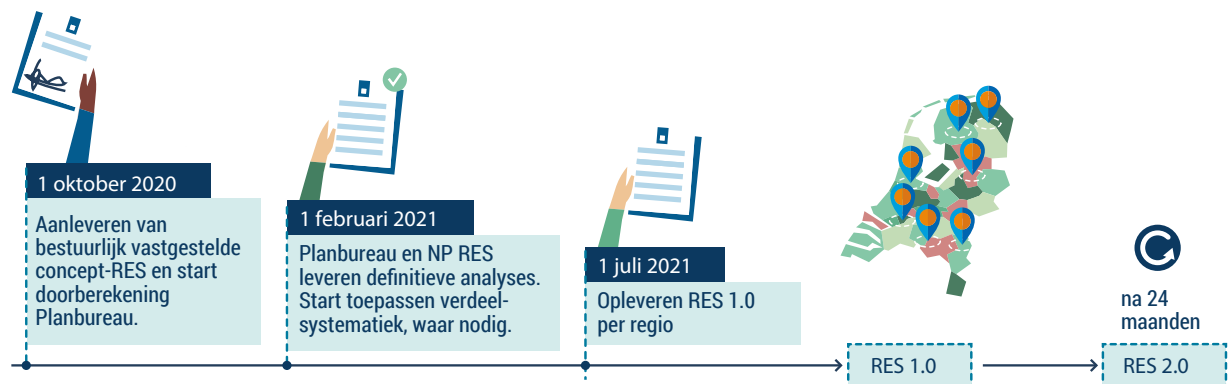 1 oktober 2020
Aanleveren van
bestuurlijk vastgestelde
concept-RES en start
doorberekening
Planbureau.
1 februari 2021
Planbureau en NP RES
leveren definitieve analyses.
Start toepassen verdeel-
systematiek, waar nodig.
1 juli 2021
Opleveren RES 1.0
per regio
RES 1.0
na 24
maanden
RES 2.0